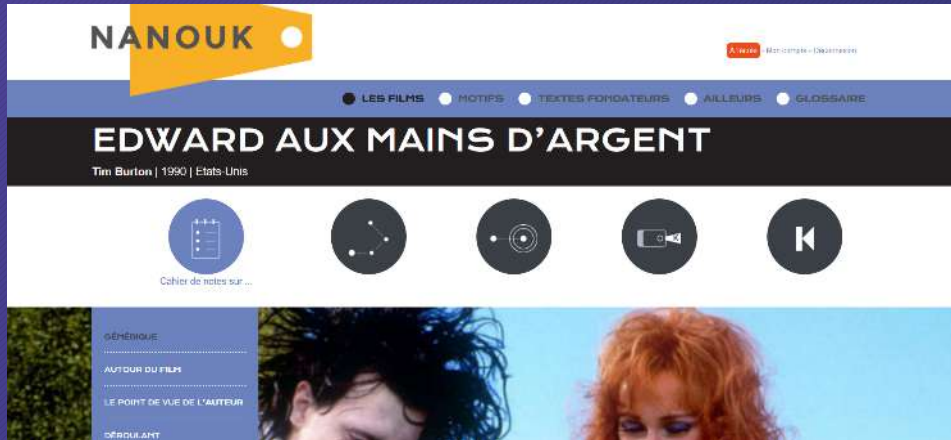 NANOUK
LES FILMS MOTIFS TEXTES FONDATEURS AILLEURS GLOSSAIRE
EDWARD AUX MAINS D'ARGENT
Tim Burton | 1990 | Etats-Unis
Cahier de notes sur ...
GÉNÉRIQUE
AUTOUR DU FILM
LE POINT DE VUE DE L'AUTEUR
DÉROULANT